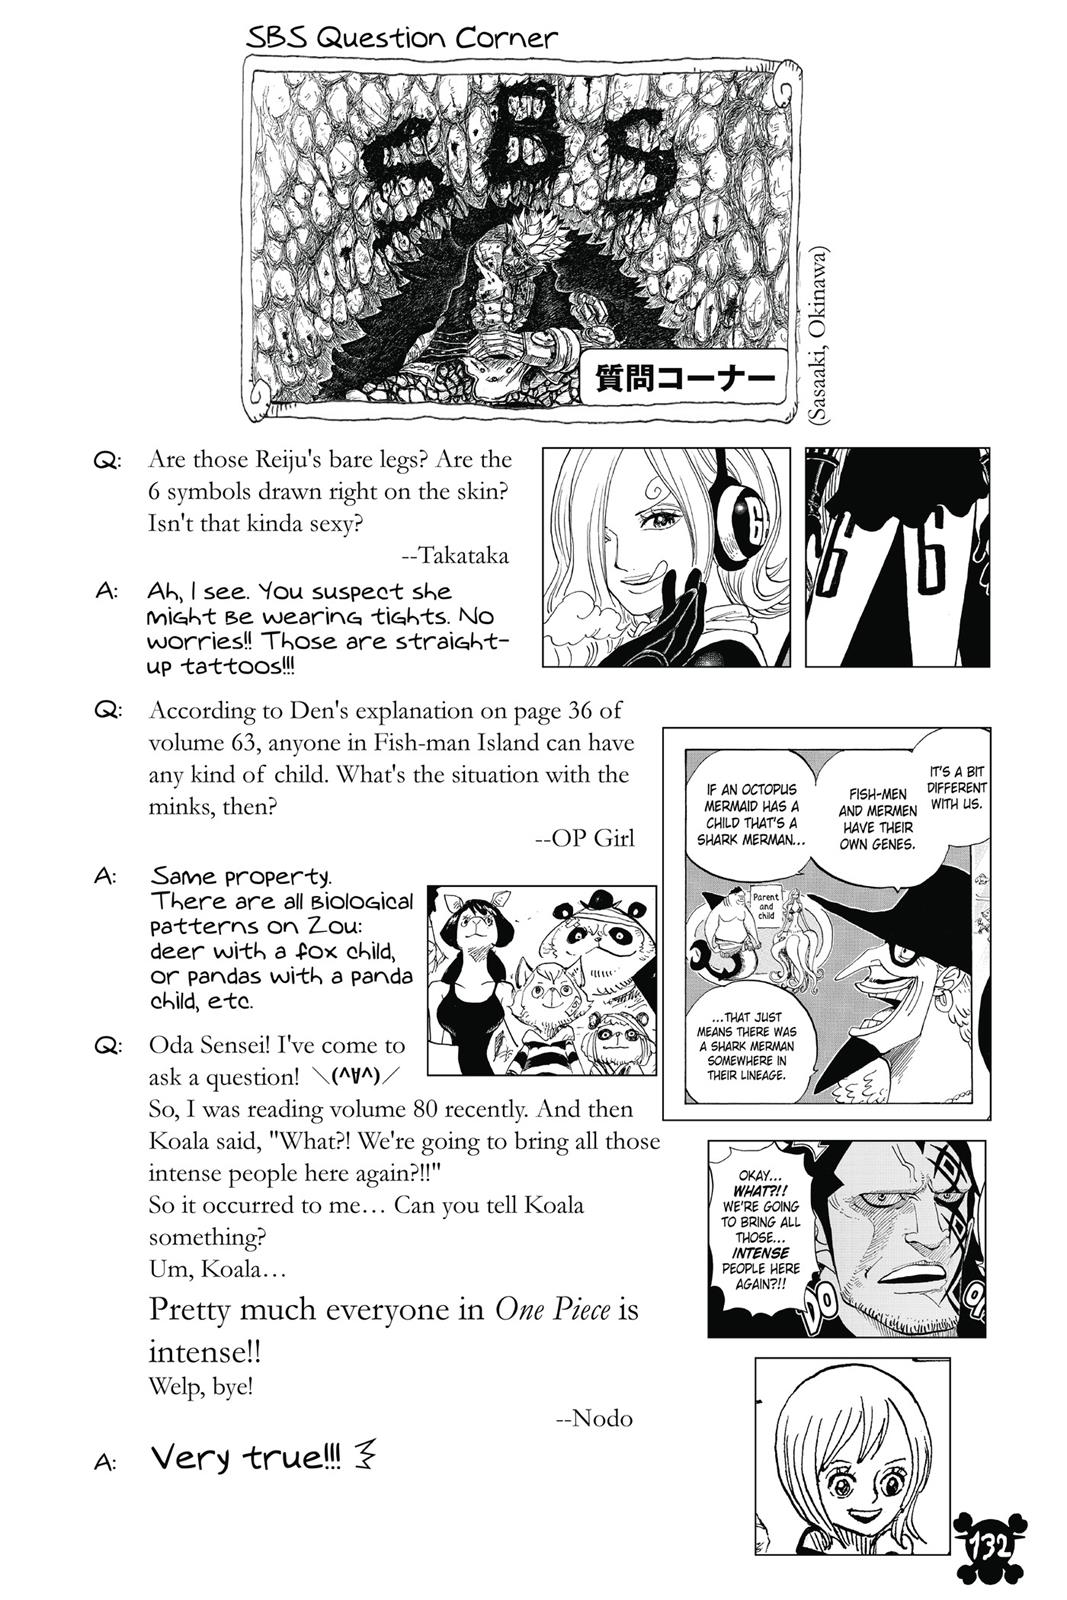 SBS Question Corner
SBS
質問コーナー
(Sasaaki, Okinawa)
Q: Are those Reiju's bare legs? Are the
6 symbols drawn right on the skin?
Isn't that kinda sexy?
--Takataka
66
6
6
A: Ah, I see. You suspect she
might be wearing tights. No
worries!! Those are straight-
up tattoos!!!
Q: According to Den's explanation on page 36 of
volume 63, anyone in Fish-man Island can have
any kind of child. What's the situation with the
minks, then?
--OP Girl
IT'S A BIT
DIFFERENT
WITH US.
FISH-MEN
AND MERMEN
HAVE THEIR
OWN GENES.
IF AN OCTOPUS
MERMAID HAS A
CHILD THAT'S A
SHARK MERMAN...
Parent
and
child
...THAT JUST
MEANS THERE WAS
A SHARK MERMAN
SOMEWHERE IN
THEIR LINEAGE.
A: Same property.
There are all biological
patterns on Zou:
deer with a fox child,
or pandas with a panda
child, etc.
Q: Oda Sensei! I've come to
ask a question! ＼(^∀^)／
So, I was reading volume 80 recently. And then
Koala said, "What?! We're going to bring all those
intense people here again?!!"
So it occurred to me… Can you tell Koala
something?
Um, Koala…
Pretty much everyone in One Piece is
intense!!
Welp, bye!
--Nodo
OKAY...
WHAT?!!
WE'RE GOING
TO BRING ALL
THOSE...
INTENSE
PEOPLE HERE
AGAIN?!!
DO
A: Very true!!!
132